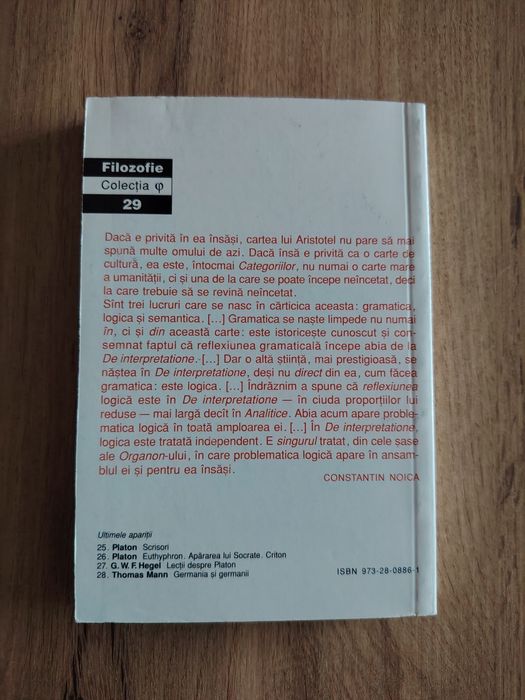 Filozofie
Colecția φ
29
Dacă e privită în ea însăși, cartea lui Aristotel nu pare să mai
spună multe omului de azi. Dacă însă e privită ca o carte de
cultură, ea este, întocmai Categoriilor, nu numai o carte mare
a umanității, ci și una de la care se poate începe neîncetat, deci
la care trebuie să se revină neîncetat.
Sînt trei lucruri care se nasc în cărticica aceasta: gramatica,
logica și semantica. [...] Gramatica se naște limpede nu numai
în, ci și din această carte: este istoricește cunoscut și con-
semnat faptul că reflexiunea gramaticală începe abia de la
De interpretatione. [...] Dar o altă știință, mai prestigioasă, se
năștea în De interpretatione, deși nu direct din ea, cum făcea
gramatica: este logica. [...] Îndrăznim a spune că reflexiunea
logică este în De interpretatione — în ciuda proporțiilor lui
reduse — mai largă decît în Analitice. Abia acum apare proble-
matica logică în toată amploarea ei. [...] În De interpretatione,
logica este tratată independent. E singurul tratat, din cele șase
ale Organon-ului, în care problematica logică apare în ansam-
blul ei și pentru ea însăși.
CONSTANTIN NOICA
Ultimele apariții
25. Platon Scrisori
26. Platon Euthyphron. Apărarea lui Socrate. Criton
27. G. W. F. Hegel Lecții despre Platon
28. Thomas Mann Germania și germanii
ISBN 973-28-0886-1